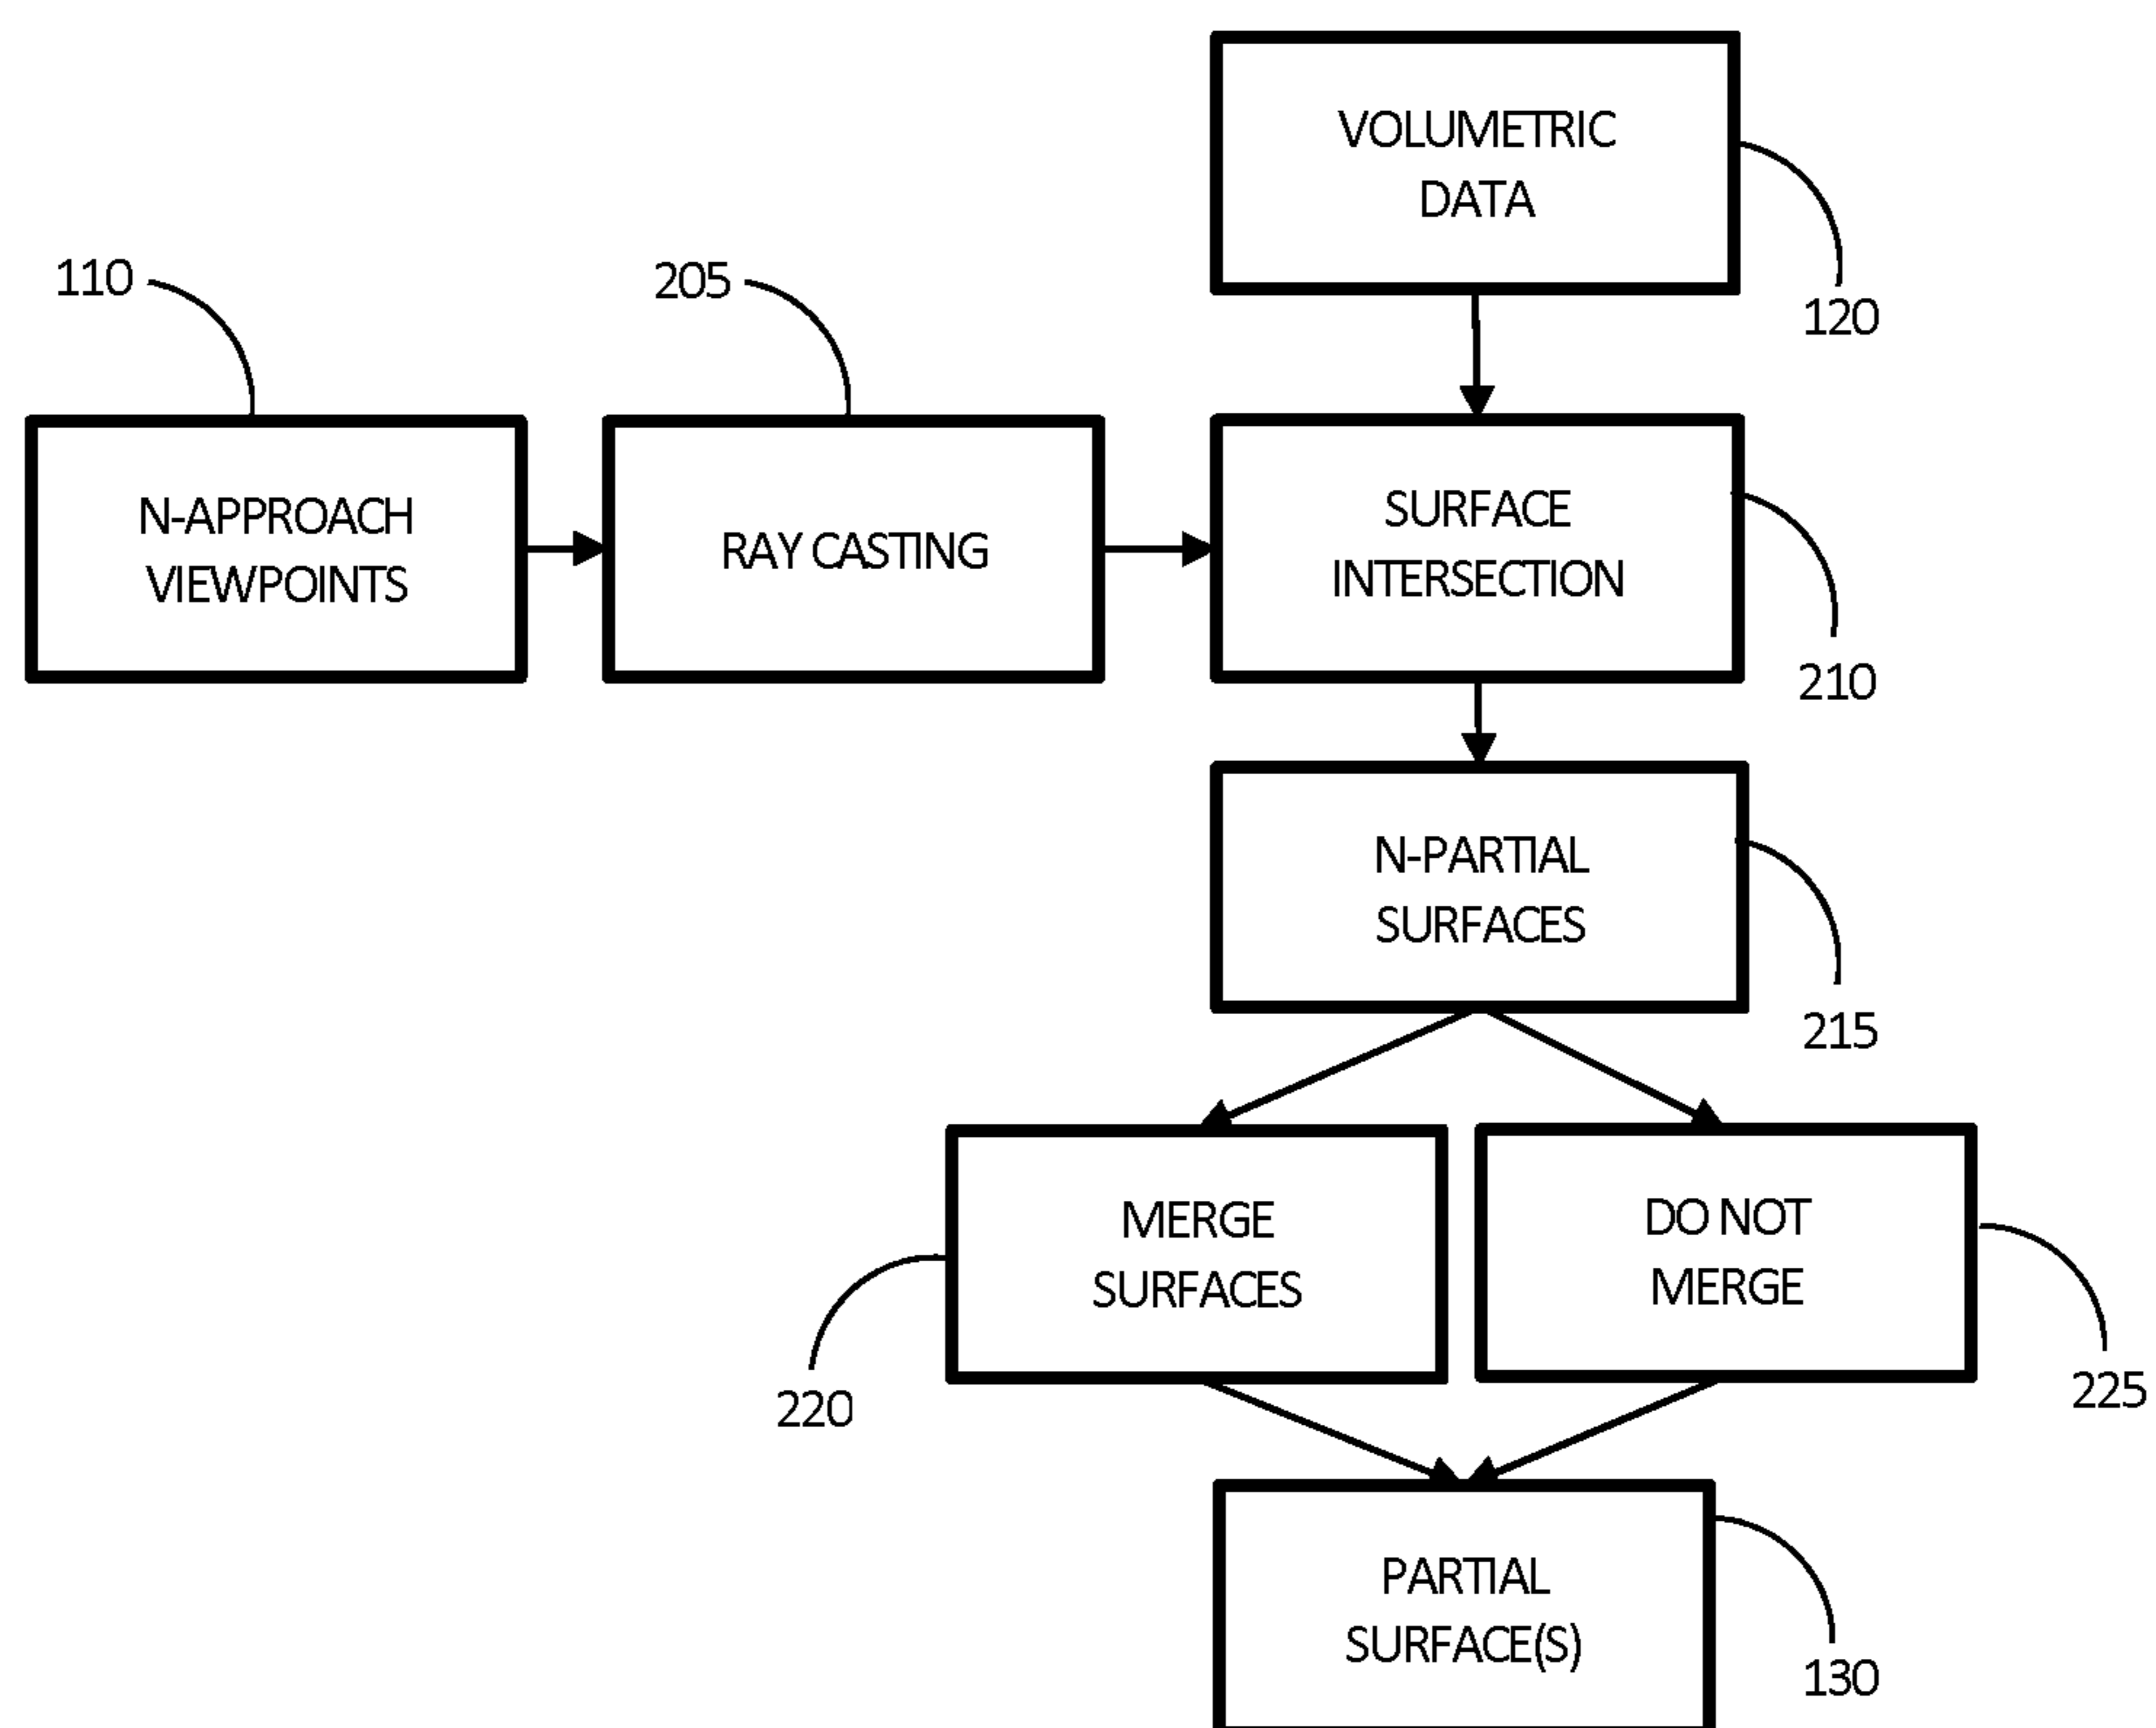 VOLUMETRIC
DATA
120
110
205
N-APPROACH
VIEWPOINTS
RAY CASTING
SURFACE
INTERSECTION
210
N-PARTIAL
SURFACES
215
MERGE
SURFACES
220
DO NOT
MERGE
225
PARTIAL
SURFACE(S)
130